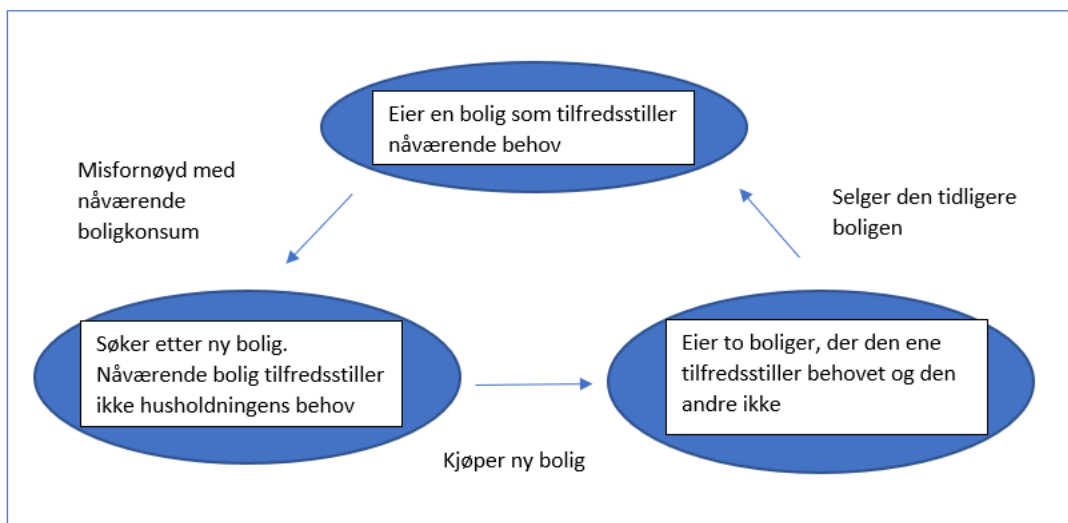 Eier en bolig som tilfredsstiller
nåværende behov
Misfornøyd med
nåværende
boligkonsum
Selger den tidligere
boligen
Søker etter ny bolig.
Nåværende bolig tilfredsstiller
ikke husholdningens behov
Eier to boliger, der den ene
tilfredsstiller behovet og den
andre ikke
Kjøper ny bolig